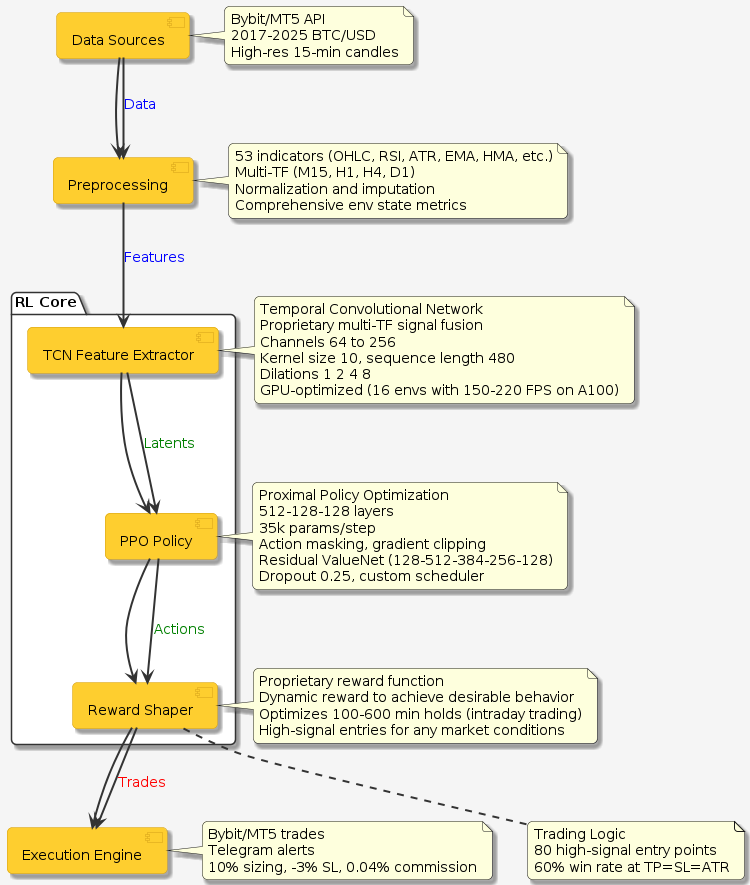 Data Sources
Bybit/MT5 API
2017-2025 BTC/USD
High-res 15-min candles
Data
Preprocessing
53 indicators (OHLC, RSI, ATR, EMA, HMA, etc.)
Multi-TF (M15, H1, H4, D1)
Normalization and imputation
Comprehensive env state metrics
Features
RL Core
TCN Feature Extractor
Temporal Convolutional Network
Proprietary multi-TF signal fusion
Channels 64 to 256
Kernel size 10, sequence length 480
Dilations 1 2 4 8
GPU-optimized (16 envs with 150-220 FPS on A100)
Latents
PPO Policy
Proximal Policy Optimization
512-128-128 layers
35k params/step
Action masking, gradient clipping
Residual ValueNet (128-512-384-256-128)
Dropout 0.25, custom scheduler
Actions
Reward Shaper
Proprietary reward function
Dynamic reward to achieve desirable behavior
Optimizes 100-600 min holds (intraday trading)
High-signal entries for any market conditions
Trades
Execution Engine
Bybit/MT5 trades
Telegram alerts
10% sizing, -3% SL, 0.04% commission
Trading Logic
80 high-signal entry points
60% win rate at TP=SL=ATR